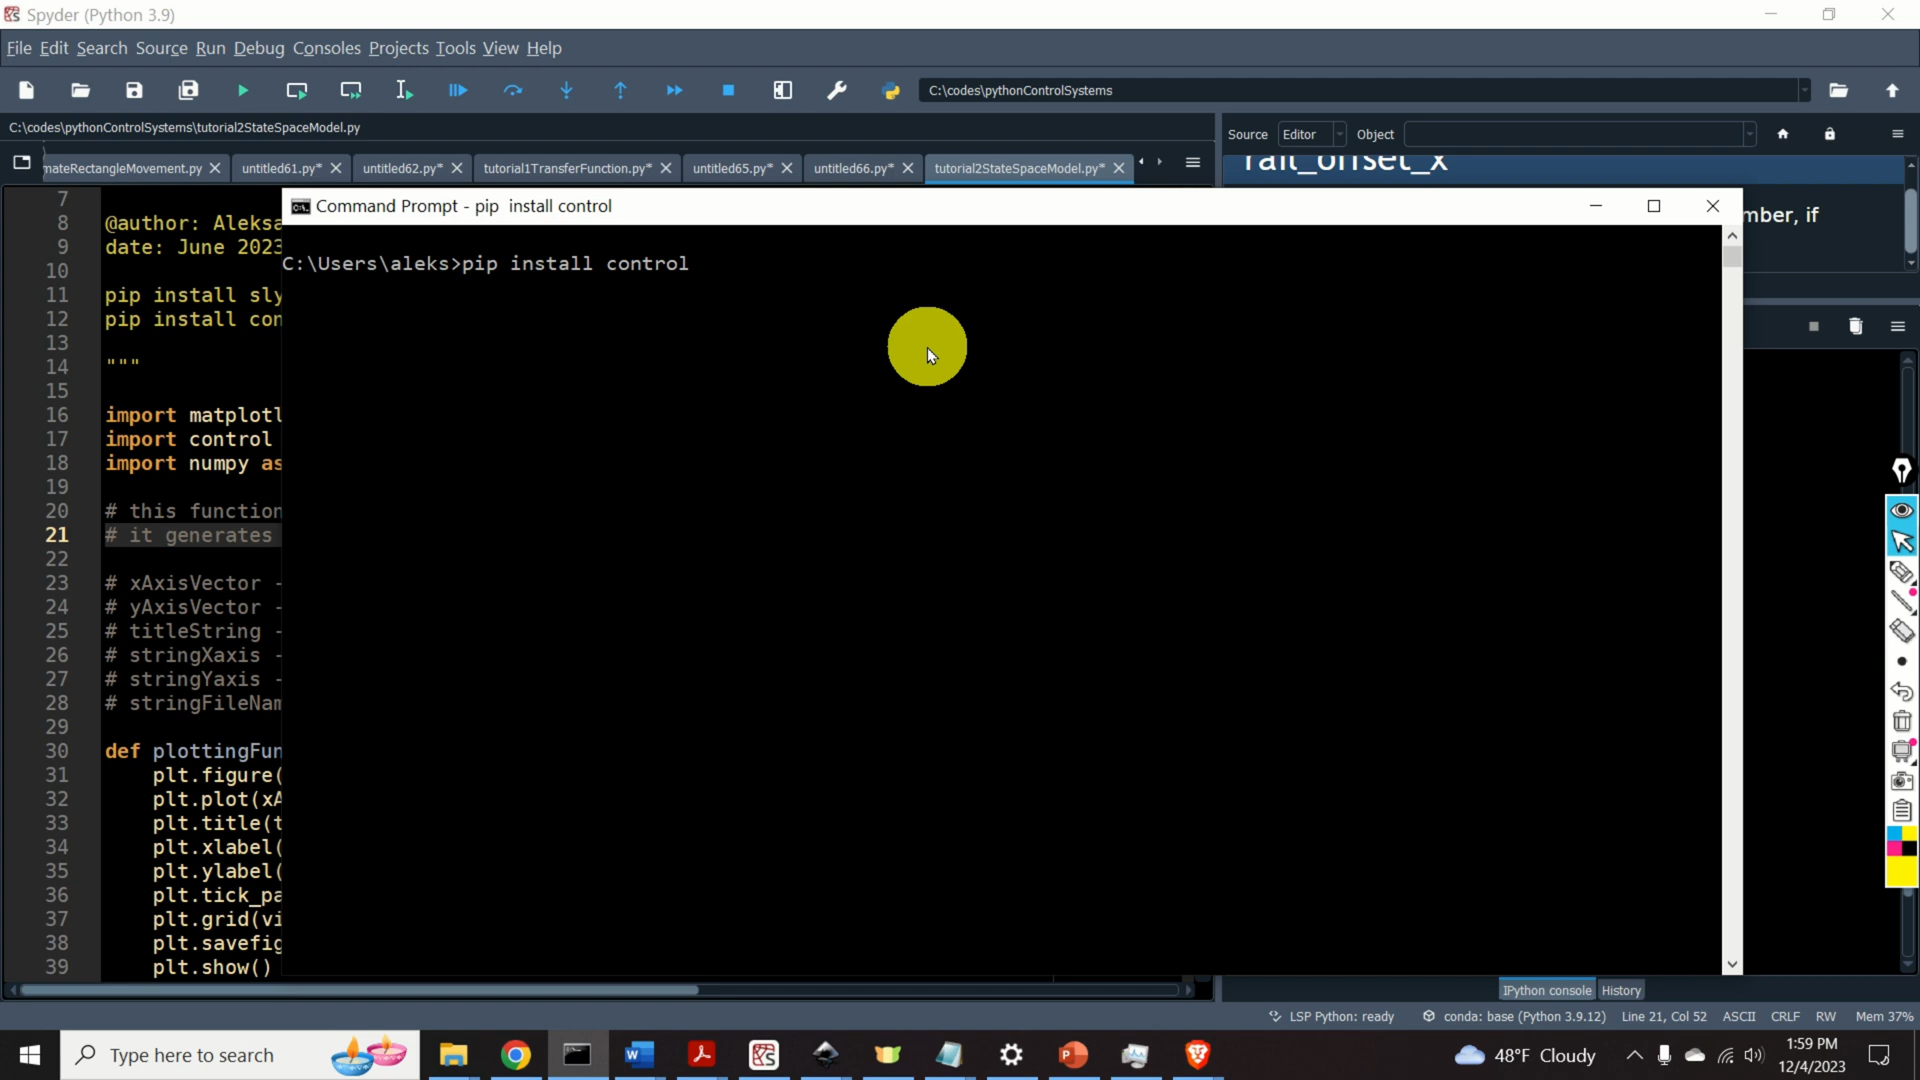 Spyder (Python 3.9)
File Edit Search Source Run Debug Consoles Projects Tools View Help
C:\codes\pythonControlSystems
C:\codes\pythonControlSystems\tutorial2StateSpaceModel.py
Source Editor Object
mateRectangleMovement.py untitled61.py* untitled62.py* tutorial1TransferFunction.py* untitled65.py* untitled66.py* tutorial2StateSpaceModel.py*
rail_offset_x
mber, if
Command Prompt - pip  install control
C:\Users\aleks>pip install control
7
8 @author: Aleksa
9 date: June 2023
10
11 pip install sly
12 pip install con
13
14 """
15
16 import matplotl
17 import control
18 import numpy as
19
20 # this function
21 # it generates
22
23 # xAxisVector -
24 # yAxisVector -
25 # titleString -
26 # stringXaxis -
27 # stringYaxis -
28 # stringFileNam
29
30 def plottingFun
31 plt.figure(
32 plt.plot(xA
33 plt.title(t
34 plt.xlabel(
35 plt.ylabel(
36 plt.tick_pa
37 plt.grid(vi
38 plt.savefig
39 plt.show()
IPython console History
LSP Python: ready conda: base (Python 3.9.12) Line 21, Col 52 ASCII CRLF RW Mem 37%
Type here to search
48°F Cloudy
1:59 PM
12/4/2023